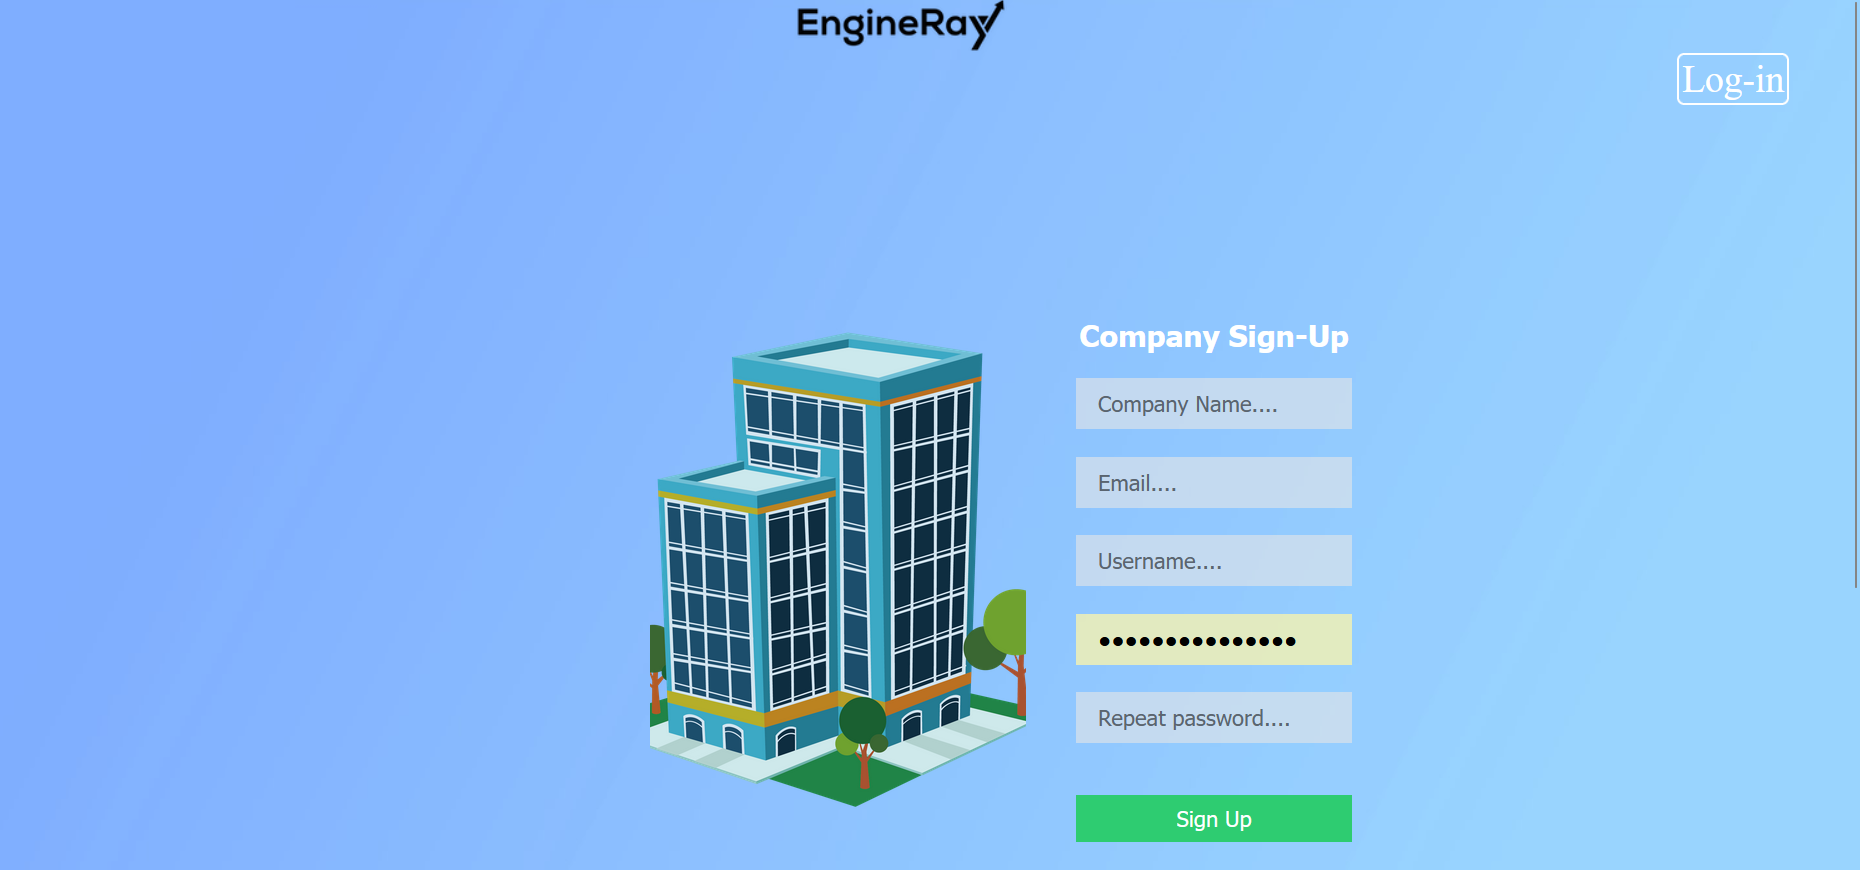 EngineRay
Log-in
Company Sign-Up
Company Name....
Email....
Username....
•••••••••••••••
Repeat password....
Sign Up